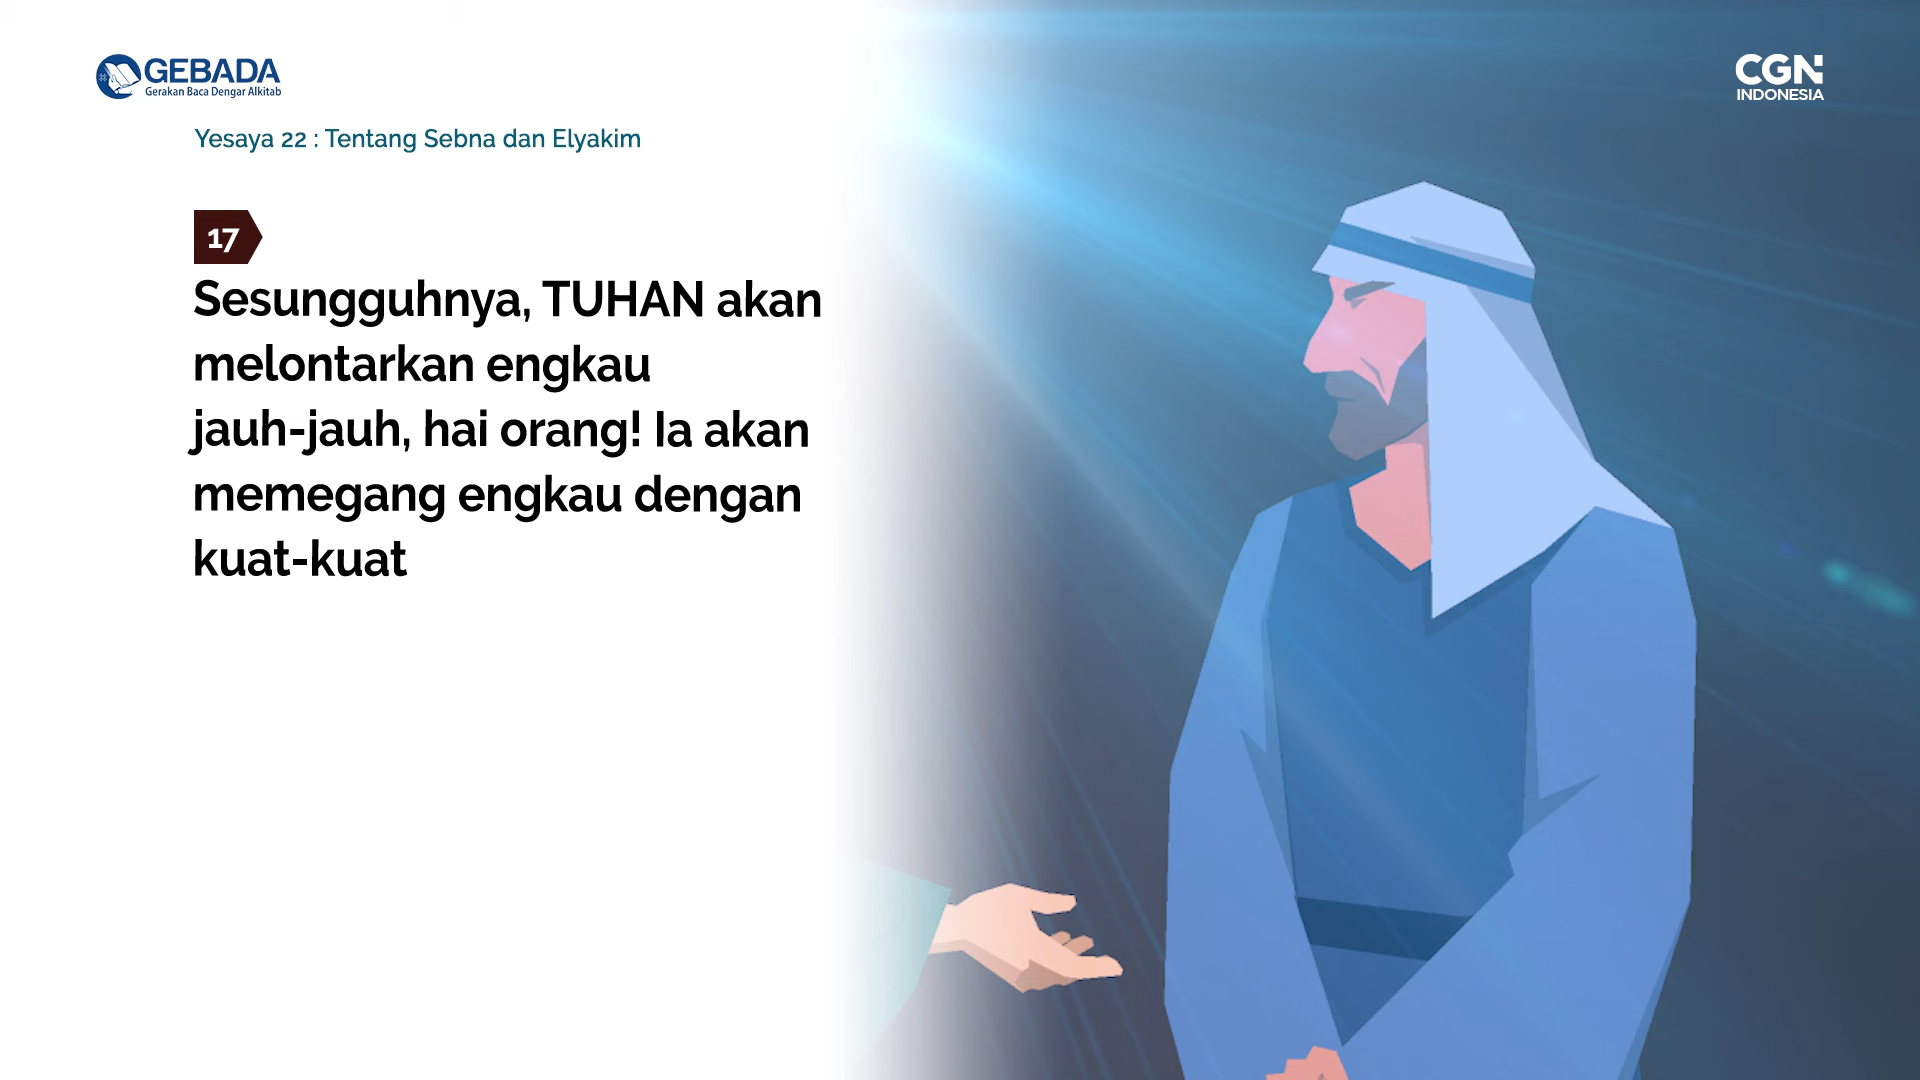 GEBADA
Gerakan Baca Dengar Alkitab
CGN
INDONESIA
Yesaya 22 : Tentang Sebna dan Elyakim
17
Sesungguhnya, TUHAN akan
melontarkan engkau
jauh-jauh, hai orang! Ia akan
memegang engkau dengan
kuat-kuat